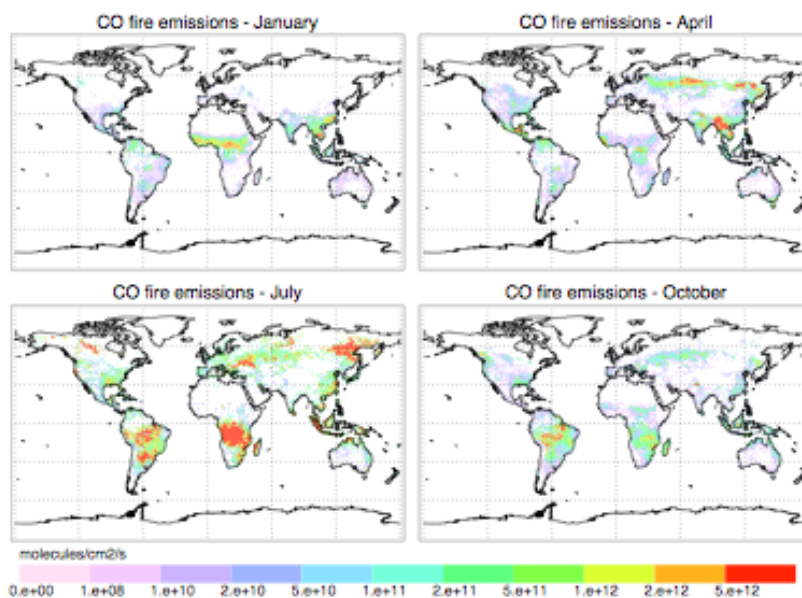 CO fire emissions - January
CO fire emissions - April
CO fire emissions - July
CO fire emissions - October
molecules/cm2/s
0.e+00 1.e+08 1.e+10 2.e+10 5.e+10 1.e+11 2.e+11 5.e+11 1.e+12 2.e+12 5.e+12